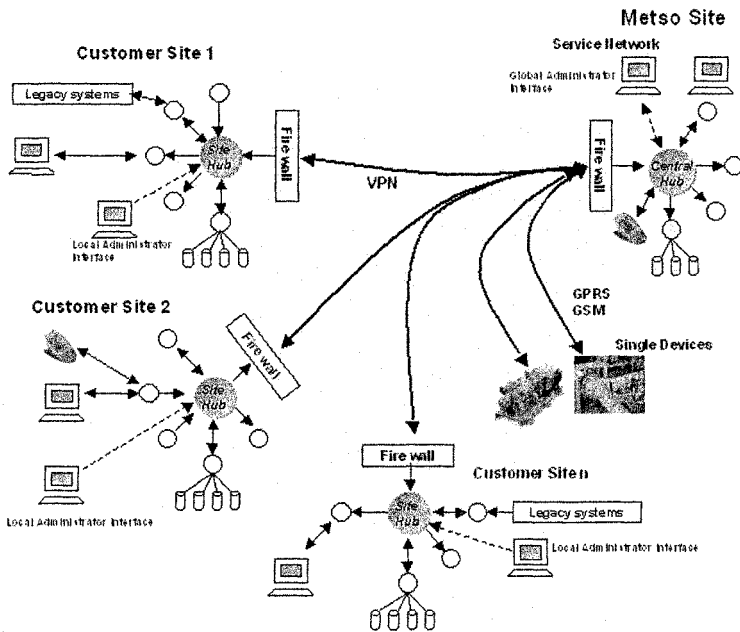 Metso Site
Service Network
Global Administrator
Interface
Customer Site 1
Legacy systems
Site
Hub
Fire wall
VPN
Fire wall
Central
Hub
Local Administrator
Interface
Customer Site 2
Fire wall
GPRS
GSM
Single Devices
Site
Hub
Fire wall
Customer Site n
Local Administrator Interface
Site
Hub
Legacy systems
Local Administrator Interface